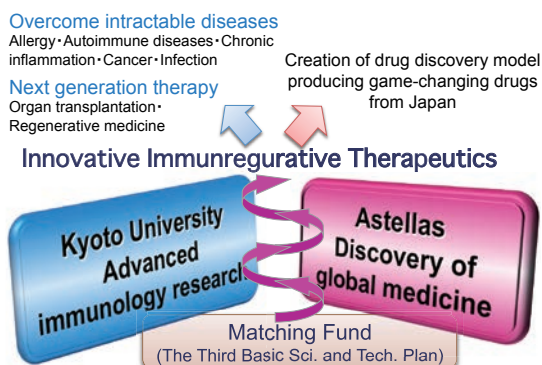 Overcome intractable diseases
Allergy・Autoimmune diseases・Chronic
inflammation・Cancer・Infection
Next generation therapy
Organ transplantation・
Regenerative medicine
Creation of drug discovery model
producing game-changing drugs
from Japan
Innovative Immunregurative Therapeutics
Kyoto University
Advanced
immunology research
Astellas
Discovery of
global medicine
Matching Fund
(The Third Basic Sci. and Tech. Plan)